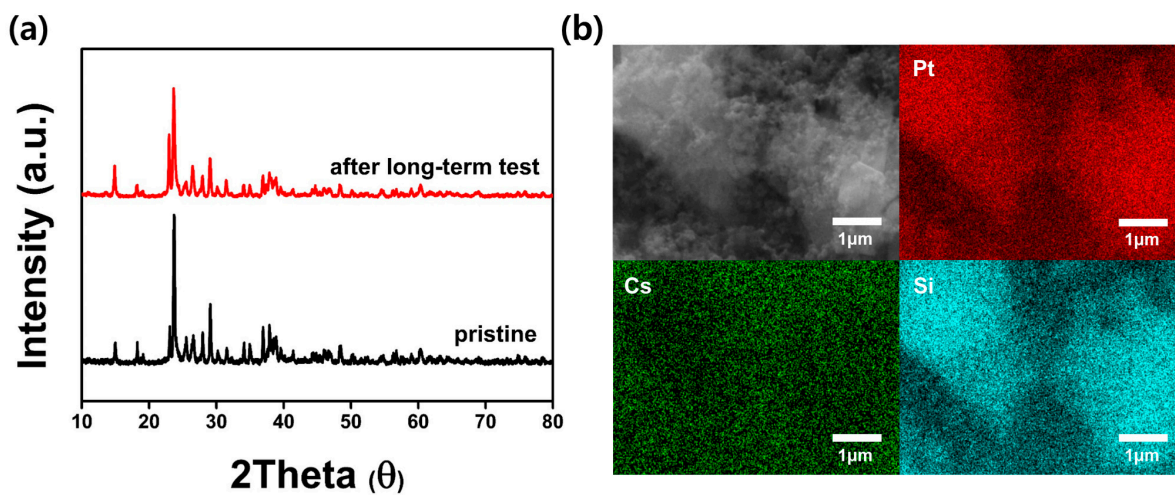 (a)
Intensity (a.u.)
after long-term test
pristine
10 20 30 40 50 60 70 80
2Theta (θ)
(b)
1μm
Pt
1μm
Cs
1μm
Si
1μm